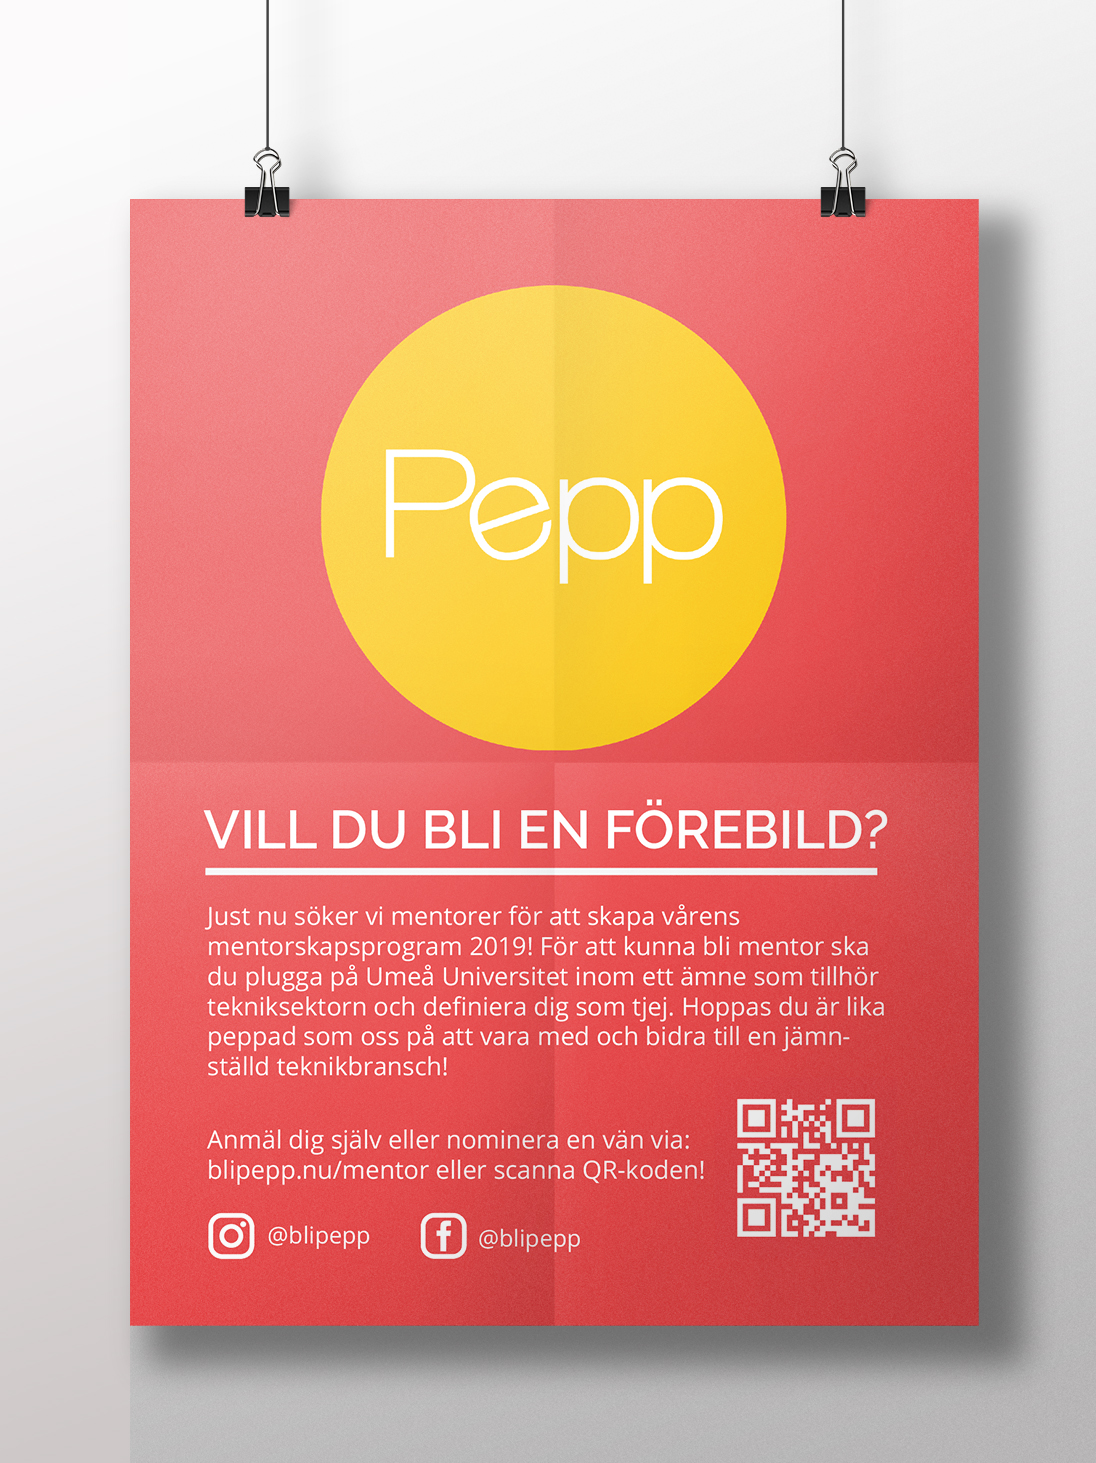 Pepp
VILL DU BLI EN FÖREBILD?
Just nu söker vi mentorer för att skapa vårens
mentorskapsprogram 2019! För att kunna bli mentor ska
du plugga på Umeå Universitet inom ett ämne som tillhör
tekniksektorn och definiera dig som tjej. Hoppas du är lika
peppad som oss på att vara med och bidra till en jämn-
ställd teknikbransch!
Anmäl dig själv eller nominera en vän via:
blipepp.nu/mentor eller scanna QR-koden!
@blipepp @blipepp